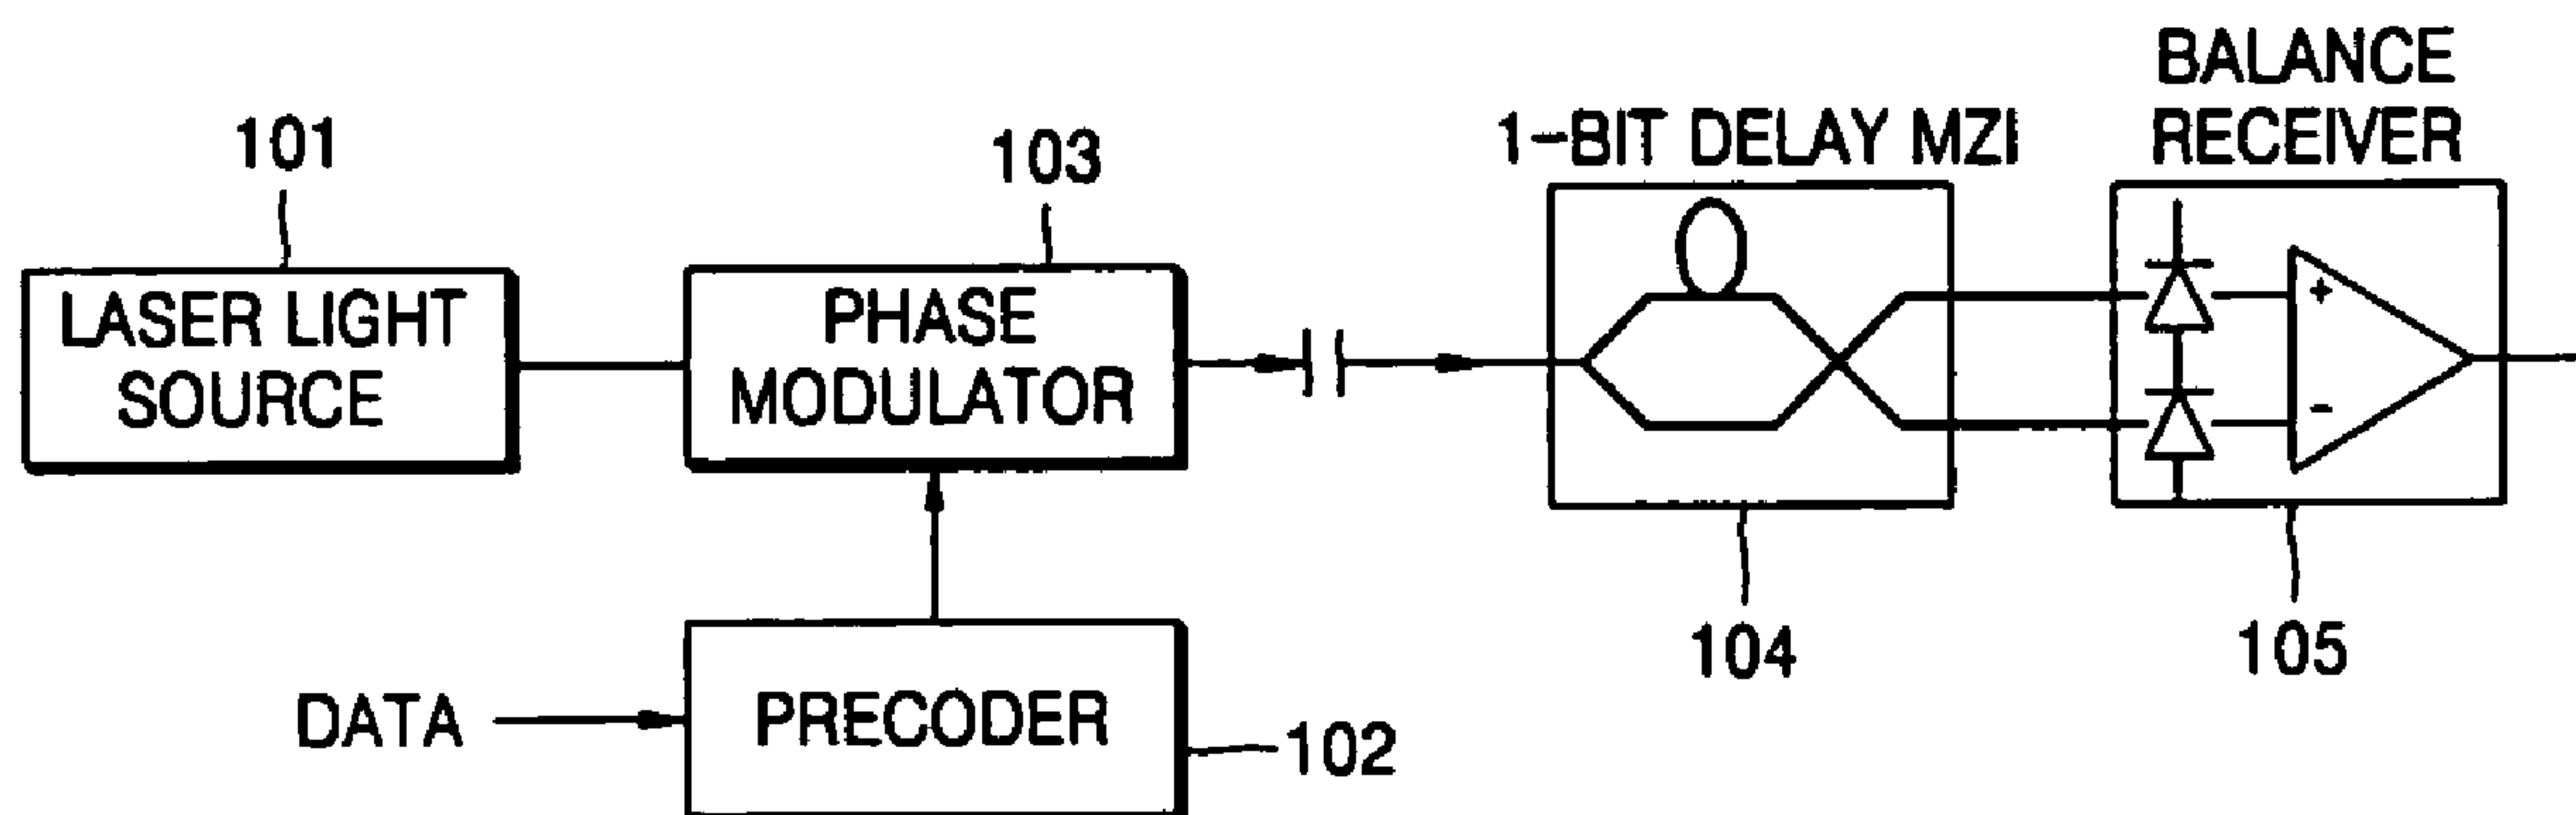 BALANCE
RECEIVER
1-BIT DELAY MZI
101
103
LASER LIGHT
SOURCE
PHASE
MODULATOR
+
-
104
105
DATA
PRECODER
102